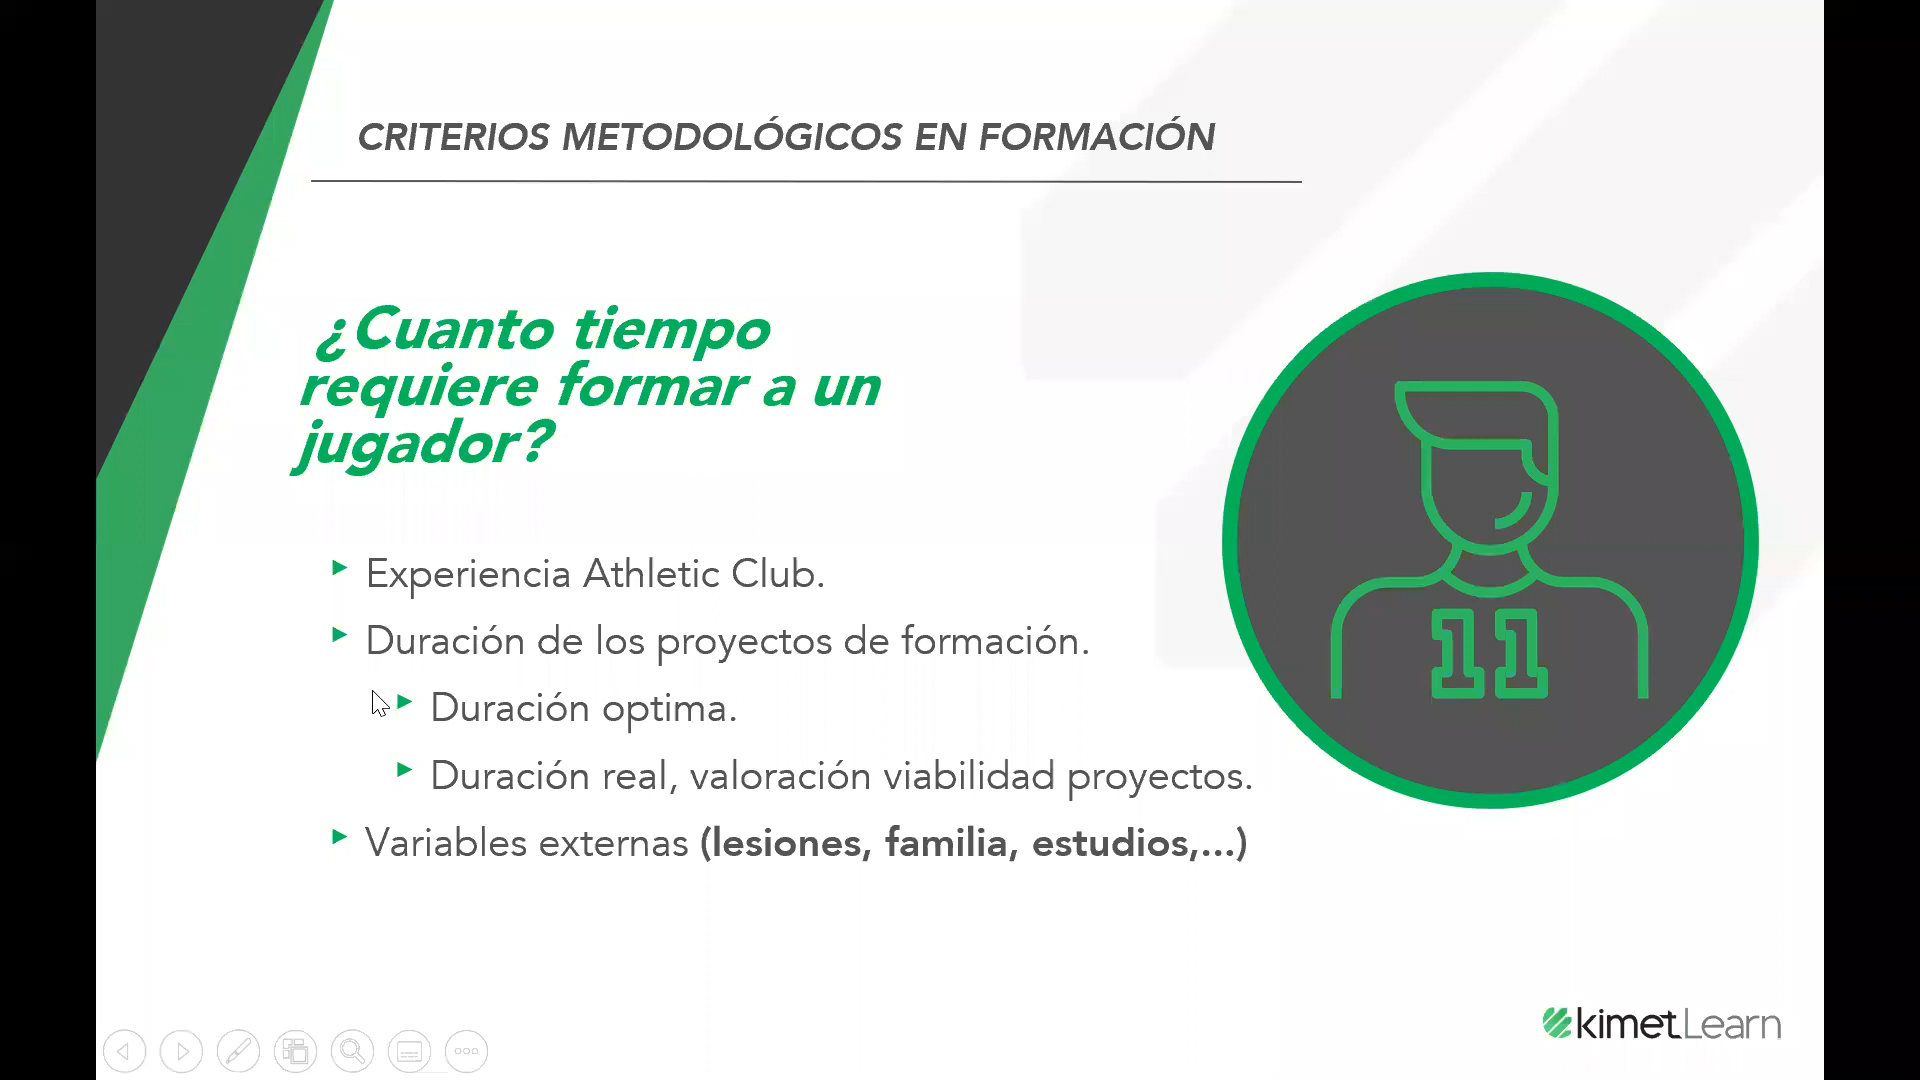 CRITERIOS METODOLÓGICOS EN FORMACIÓN
¿Cuanto tiempo
requiere formar a un
jugador?
Experiencia Athletic Club.
Duración de los proyectos de formación.
Duración optima.
Duración real, valoración viabilidad proyectos.
Variables externas (lesiones, familia, estudios,...)
11
kimetLearn